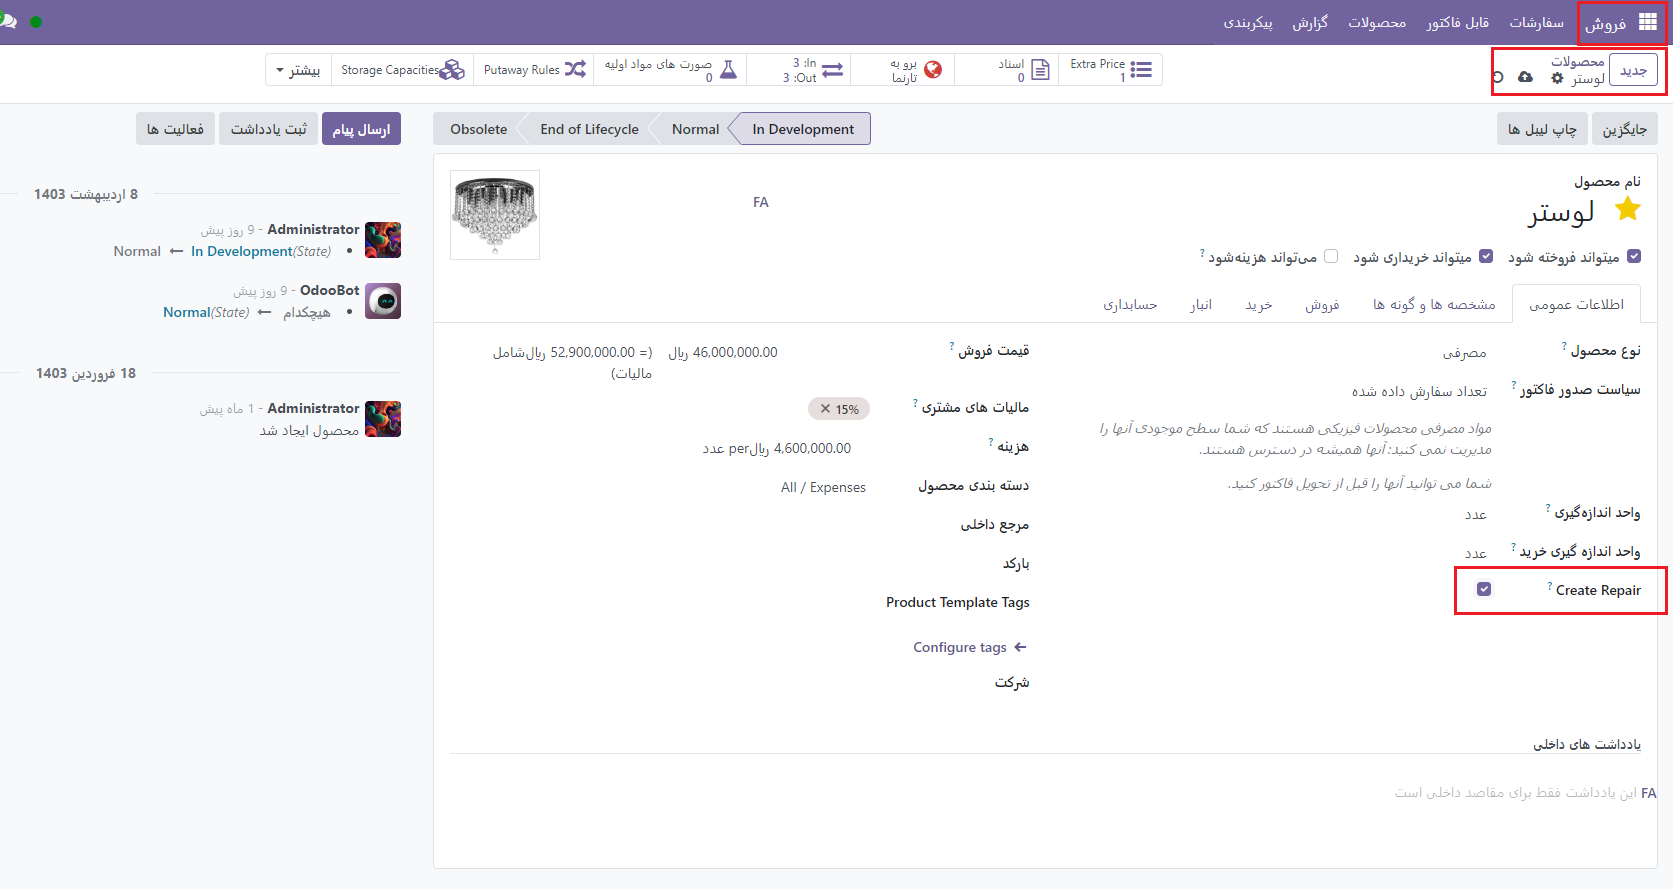 فروش سفارشات قابل فاکتور محصولات گزارش پیکربندی
جدید
محصولات
لوستر
Extra Price
1
اسناد
0
برو به
تارنما
In: 3
Out: 3
صورت های مواد اولیه
0
Putaway Rules
Storage Capacities
بیشتر
جایگزین
چاپ لیبل ها
In Development
Normal
End of Lifecycle
Obsolete
ارسال پیام
ثبت یادداشت
فعالیت ها
نام محصول
لوستر
FA
میتواند فروخته شود
میتواند خریداری شود
می‌تواند هزینه‌شود ?
اطلاعات عمومی
مشخصه ها و گونه ها
فروش
خرید
انبار
حسابداری
نوع محصول ?
مصرفی
سیاست صدور فاکتور ?
تعداد سفارش داده شده
مواد مصرفی محصولات فیزیکی هستند که شما سطح موجودی آنها را
مدیریت نمی کنید: آنها همیشه در دسترس هستند.
شما می توانید آنها را قبل از تحویل فاکتور کنید.
واحد اندازه‌گیری ?
عدد
واحد اندازه گیری خرید ?
عدد
Create Repair ?
قیمت فروش ?
46,000,000.00 ریال
(= 52,900,000.00 ریال‌شامل
مالیات)
مالیات های مشتری ?
15% ×
هزینه ?
4,600,000.00 ریال‌per عدد
دسته بندی محصول
All / Expenses
مرجع داخلی
بارکد
Product Template Tags
Configure tags
شرکت
یادداشت های داخلی
FA این یادداشت فقط برای مقاصد داخلی است
8 اردیبهشت 1403
Administrator - 9 روز پیش
Normal ← In Development(State)
OdooBot - 9 روز پیش
هیچکدام ← Normal(State)
18 فروردین 1403
Administrator - 1 ماه پیش
محصول ایجاد شد